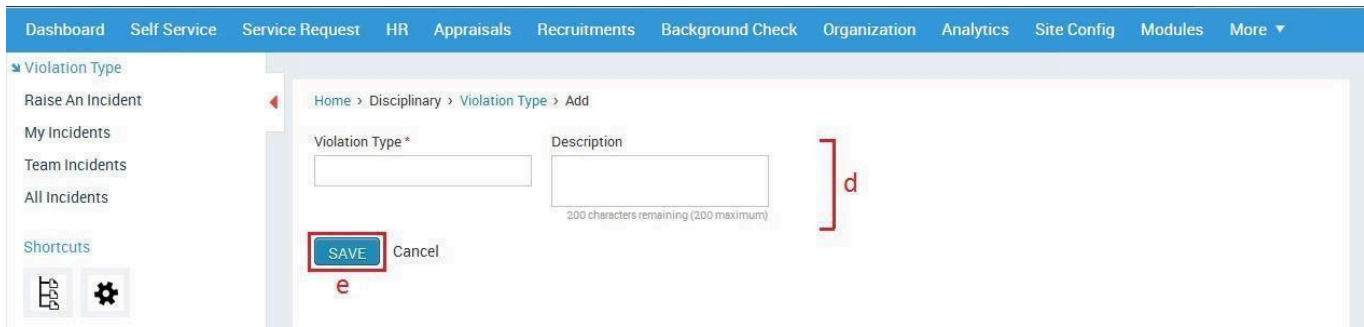 Dashboard Self Service Service Request HR Appraisals Recruitments Background Check Organization Analytics Site Config Modules More
Violation Type
Raise An Incident
My Incidents
Team Incidents
All Incidents
Shortcuts
Home > Disciplinary > Violation Type > Add
Violation Type * Description
200 characters remaining (200 maximum)
d
SAVE Cancel
e